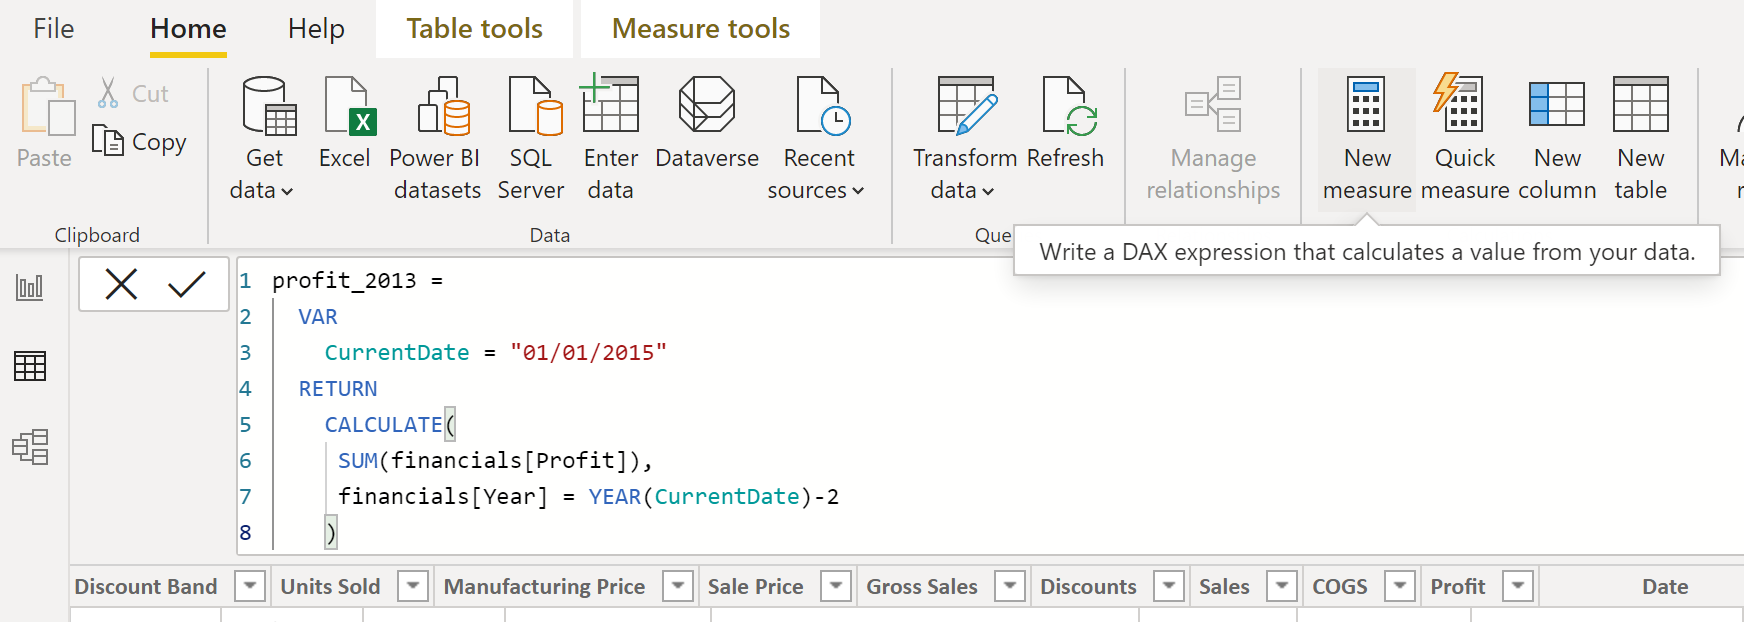 File Home Help Table tools Measure tools
Paste
Cut
Copy
Clipboard
Get data
Excel
Power BI datasets
SQL Server
Enter data
Dataverse
Recent sources
Data
Transform data
Refresh
Manage relationships
New measure
Quick measure
New column
New table
Write a DAX expression that calculates a value from your data.
1 profit_2013 =
2 VAR
3 CurrentDate = "01/01/2015"
4 RETURN
5 CALCULATE(
6 SUM(financials[Profit]),
7 financials[Year] = YEAR(CurrentDate)-2
8 )
Discount Band Units Sold Manufacturing Price Sale Price Gross Sales Discounts Sales COGS Profit Date